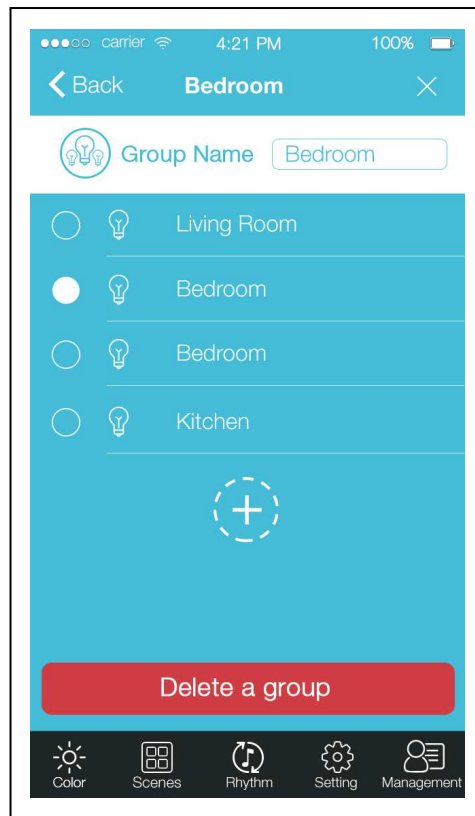 carrier 4:21 PM 100%
Back Bedroom
Group Name Bedroom
Living Room
Bedroom
Bedroom
Kitchen
Delete a group
Color Scenes Rhythm Setting Management